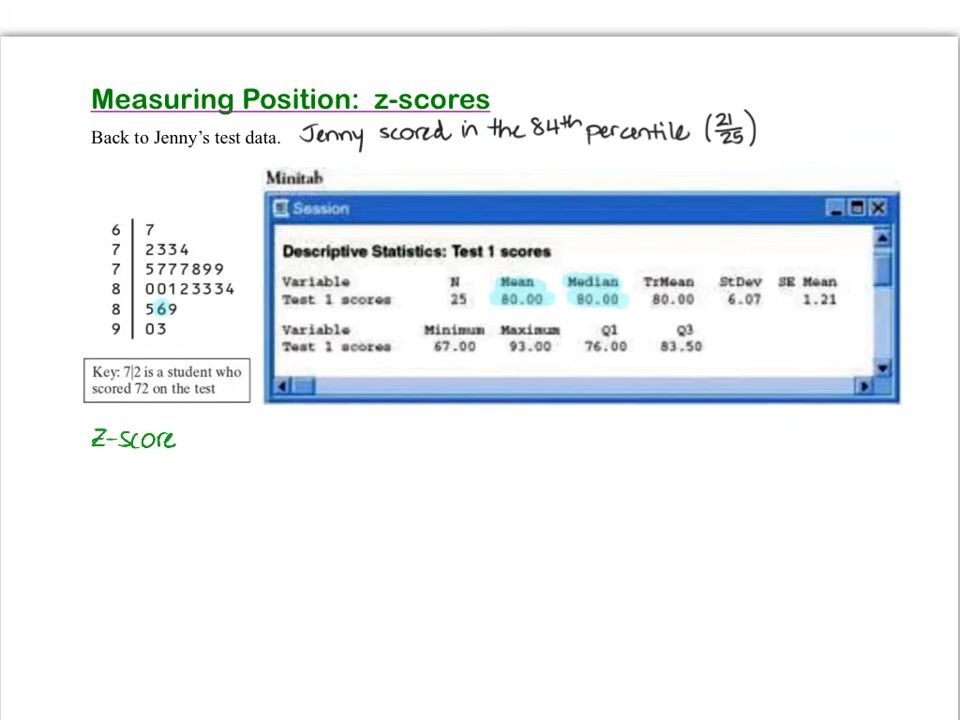 Measuring Position: z-scores
Back to Jenny's test data. Jenny scored in the 84th percentile (21/25)
Minitab
Session
6 | 7
7 | 2334
7 | 5777899
8 | 00123334
8 | 569
9 | 03
Key: 7|2 is a student who
scored 72 on the test
Descriptive Statistics: Test 1 scores
Variable N Mean Median TrMean StDev SE Mean
Test 1 scores 25 80.00 80.00 80.00 6.07 1.21
Variable Minimum Maximum Q1 Q3
Test 1 scores 67.00 93.00 76.00 83.50
Z-score